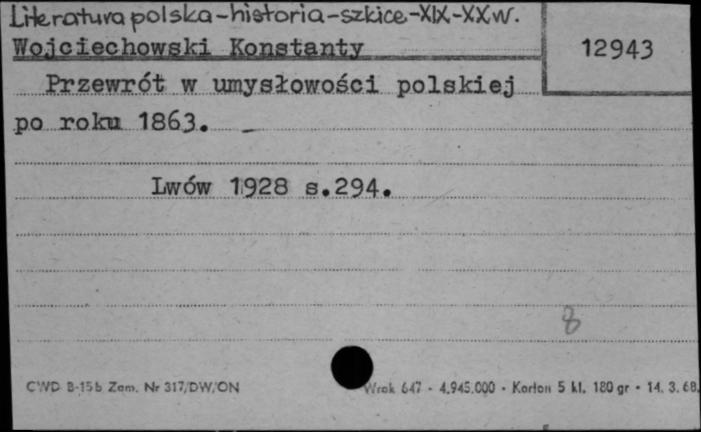 Literatura polska-historia-szkice-XIX-XXw.
Wojciechowski Konstanty
12943
Przewrót w umysłowości polskiej
po roku 1863. _
Lwów 1928 s.294.
8
CWD B-15b Zam. Nr 317/DW/ON Wrok 647 - 4.945.000 - Karton 5 kl. 180 gr - 14. 3. 68.